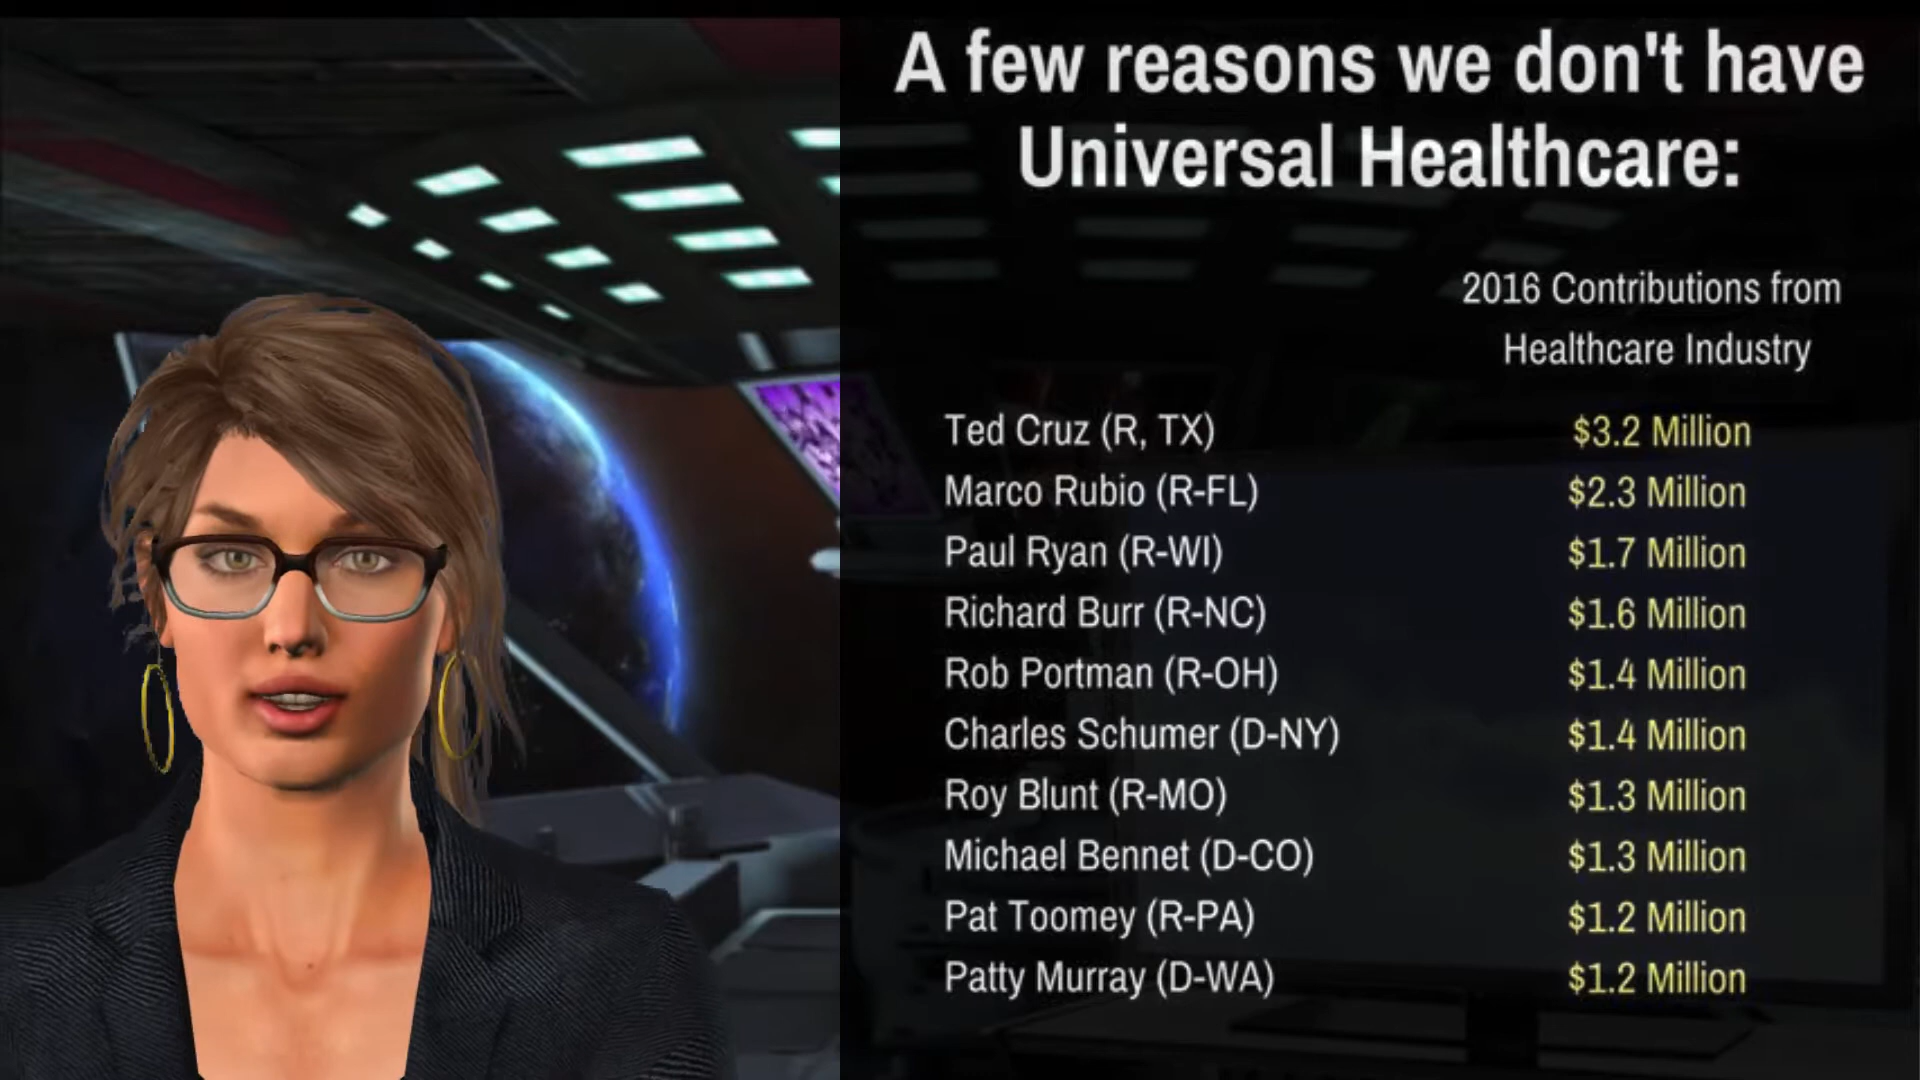 A few reasons we don't have
Universal Healthcare:
2016 Contributions from
Healthcare Industry
Ted Cruz (R, TX) $3.2 Million
Marco Rubio (R-FL) $2.3 Million
Paul Ryan (R-WI) $1.7 Million
Richard Burr (R-NC) $1.6 Million
Rob Portman (R-OH) $1.4 Million
Charles Schumer (D-NY) $1.4 Million
Roy Blunt (R-MO) $1.3 Million
Michael Bennet (D-CO) $1.3 Million
Pat Toomey (R-PA) $1.2 Million
Patty Murray (D-WA) $1.2 Million